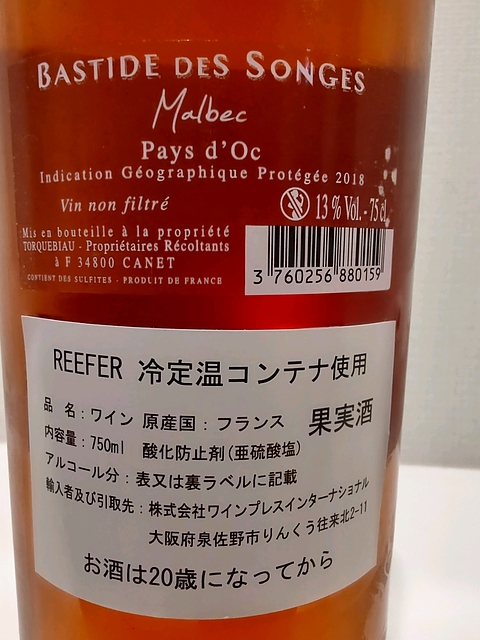 BASTIDE DES SONGES
Malbec
Pays d'Oc
Indication Géographique Protégée 2018
Vin non filtré
13 % Vol. - 75 cl
Mis en bouteille à la propriété
TORQUEBIAU - Propriétaires Récoltants
à F 34800 CANET
CONTIENT DES SULFITES - PRODUIT DE FRANCE
3 760256 880159
REEFER 冷定温コンテナ使用
品 名：ワイン 原産国：フランス 果実酒
内容量：750ml 酸化防止剤(亜硫酸塩)
アルコール分：表又は裏ラベルに記載
輸入者及び引取先：株式会社ワインプレスインターナショナル
大阪府泉佐野市りんくう往来北2-11
お酒は20歳になってから